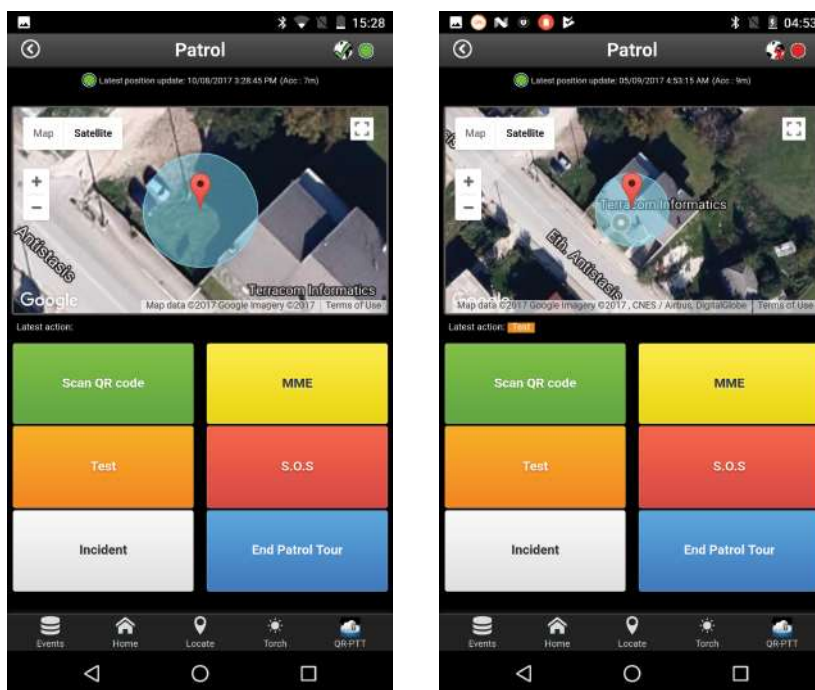 15:28
Patrol
Latest position update: 10/08/2017 3:28:45 PM (Acc : 7m)
Map
Satellite
+
−
Antistasis
Terracom Informatics
Google
Map data ©2017 Google Imagery ©2017
Terms of Use
Latest action:
Scan QR code
MME
Test
S.O.S
Incident
End Patrol Tour
Events
Home
Locate
Torch
QR-PTT
04:53
Patrol
Latest position update: 05/09/2017 4:53:15 AM (Acc : 9m)
Map
Satellite
+
−
Terracom Informatics
Eth. Antistasis
Google
Map data ©2017 Google Imagery ©2017 , CNES / Airbus, DigitalGlobe
Terms of Use
Latest action: Test
Scan QR code
MME
Test
S.O.S
Incident
End Patrol Tour
Events
Home
Locate
Torch
QR-PTT